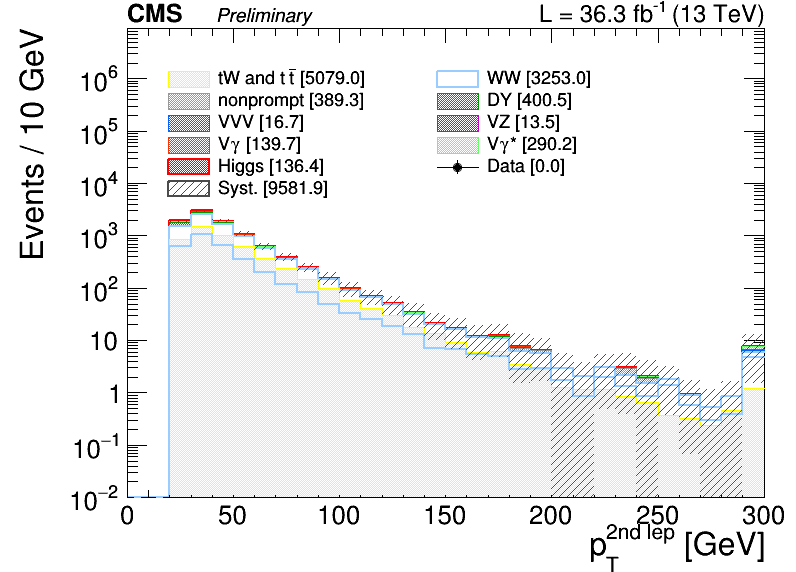 CMS Preliminary L = 36.3 fb⁻¹ (13 TeV)
Events / 10 GeV
tW and tt̄ [5079.0]
nonprompt [389.3]
VVV [16.7]
Vγ [139.7]
Higgs [136.4]
Syst. [9581.9]
WW [3253.0]
DY [400.5]
VZ [13.5]
Vγ* [290.2]
Data [0.0]
10⁶
10⁵
10⁴
10³
10²
10
1
10⁻¹
10⁻²
0 50 100 150 200 250 300
p_T^2nd lep [GeV]